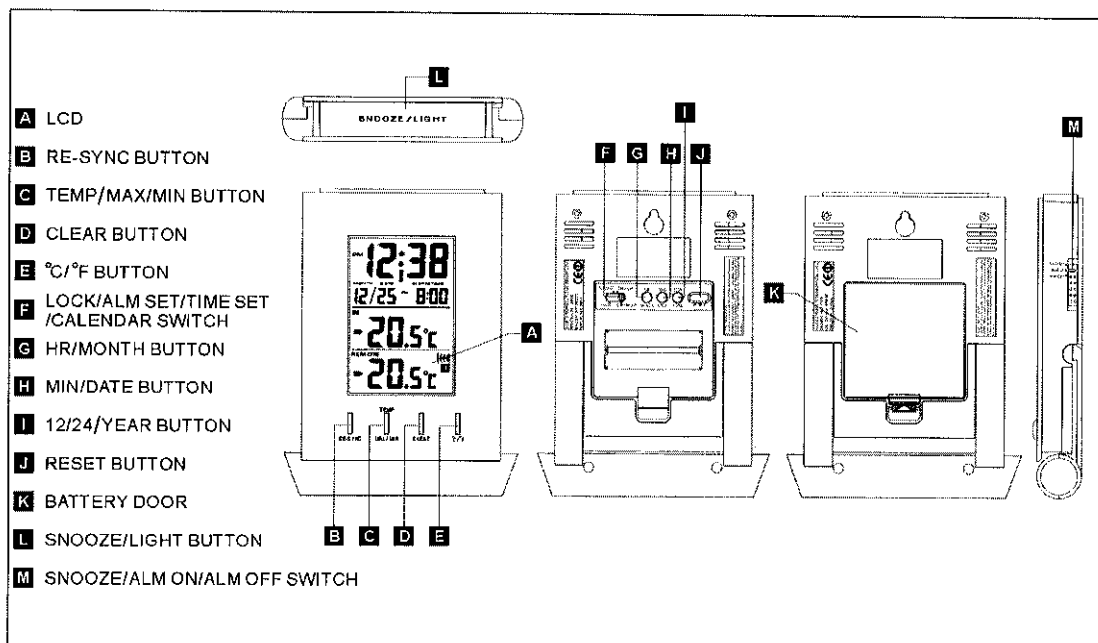 A LCD
B RE-SYNC BUTTON
C TEMP/MAX/MIN BUTTON
D CLEAR BUTTON
E °C/°F BUTTON
F LOCK/ALM SET/TIME SET
/CALENDAR SWITCH
G HR/MONTH BUTTON
H MIN/DATE BUTTON
I 12/24/YEAR BUTTON
J RESET BUTTON
K BATTERY DOOR
L SNOOZE/LIGHT BUTTON
M SNOOZE/ALM ON/ALM OFF SWITCH
L
SNOOZE/LIGHT
12:38
12/25 8:00
IN
-20.5°C
REMOTE
-20.5°C
A
B C D E
F G H I J
K
M